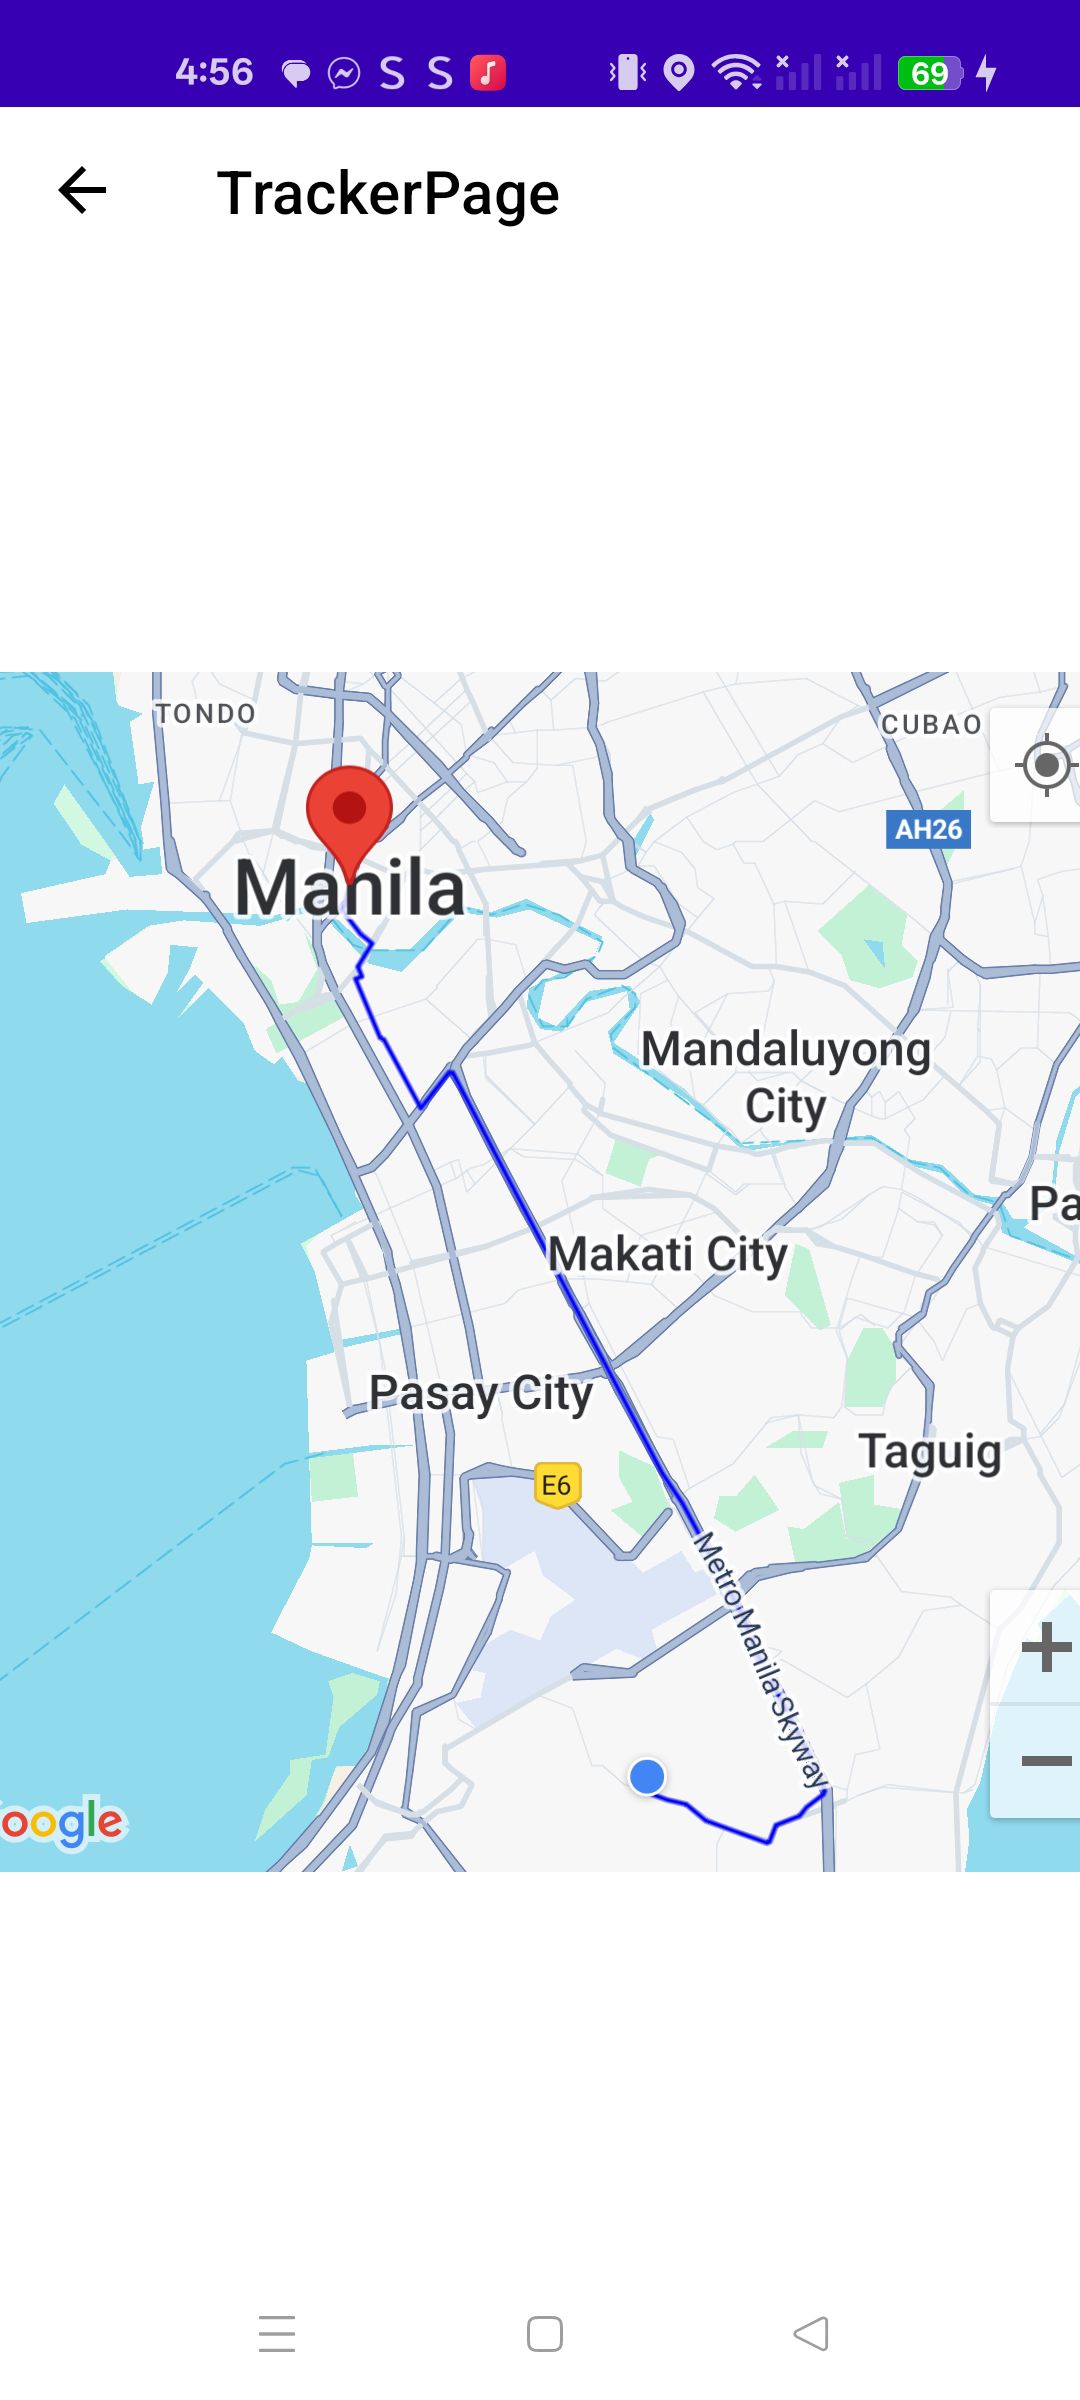 4:56 S S 69
TrackerPage
TONDO
CUBAO
AH26
Manila
Mandaluyong
City
Pa
Makati City
Pasay City
Taguig
E6
Metro Manila Skyway
oogle